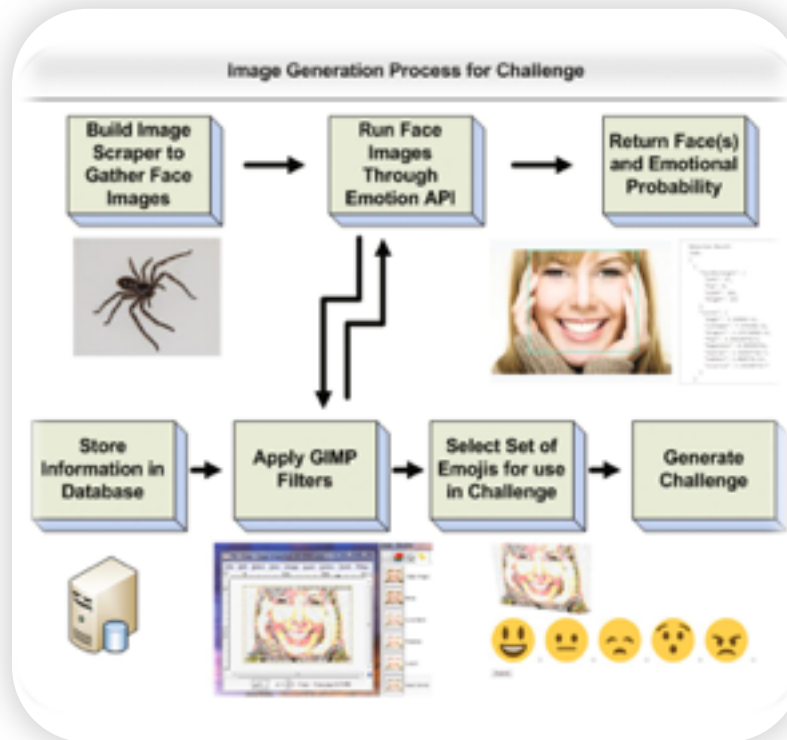 Image Generation Process for Challenge
Build Image
Scraper to
Gather Face
Images
Run Face
Images
Through
Emotion API
Return Face(s)
and Emotional
Probability
Store
Information in
Database
Apply GIMP
Filters
Select Set of
Emojis for use
in Challenge
Generate
Challenge